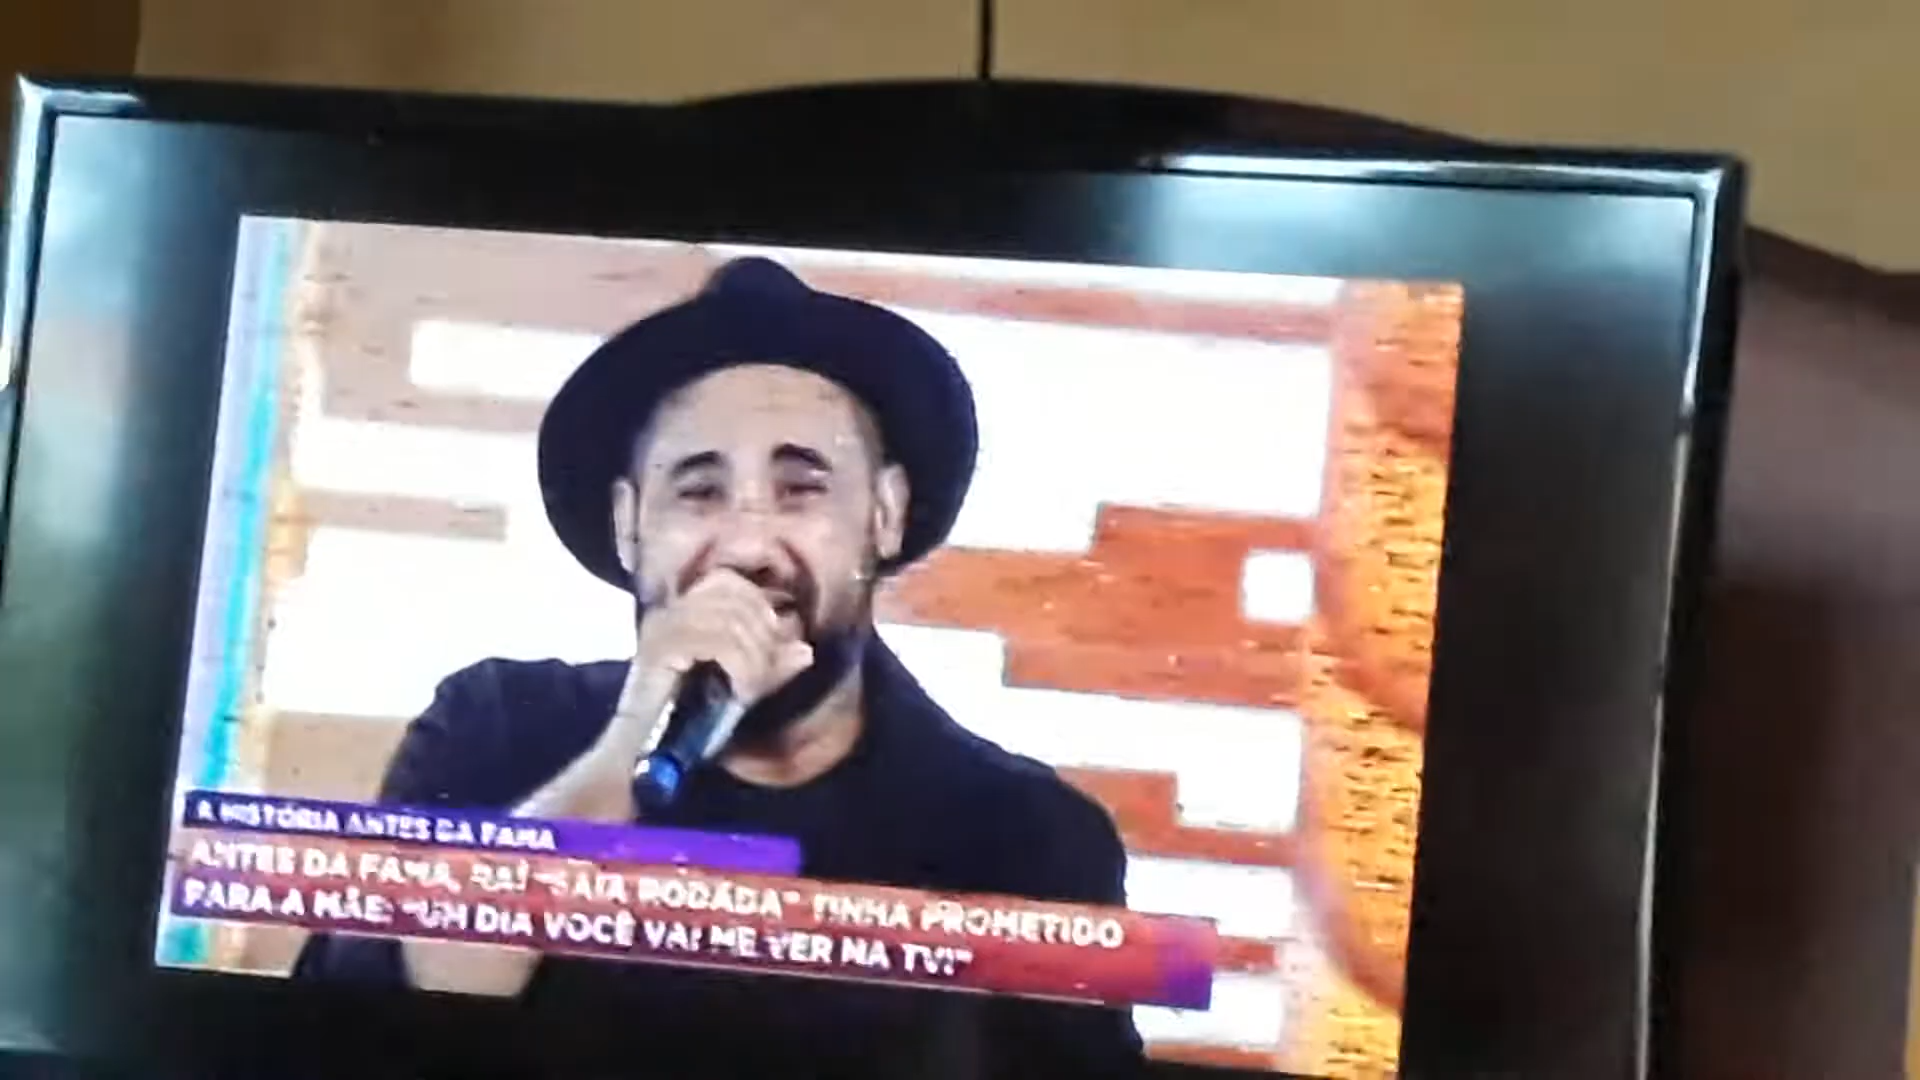 A HISTÓRIA ANTES DA FAMA
ANTES DA FAMA, RAÍ "SAIA RODADA" TINHA PROMETIDO
PARA A MÃE: "UM DIA VOCÊ VAI ME VER NA TV!"